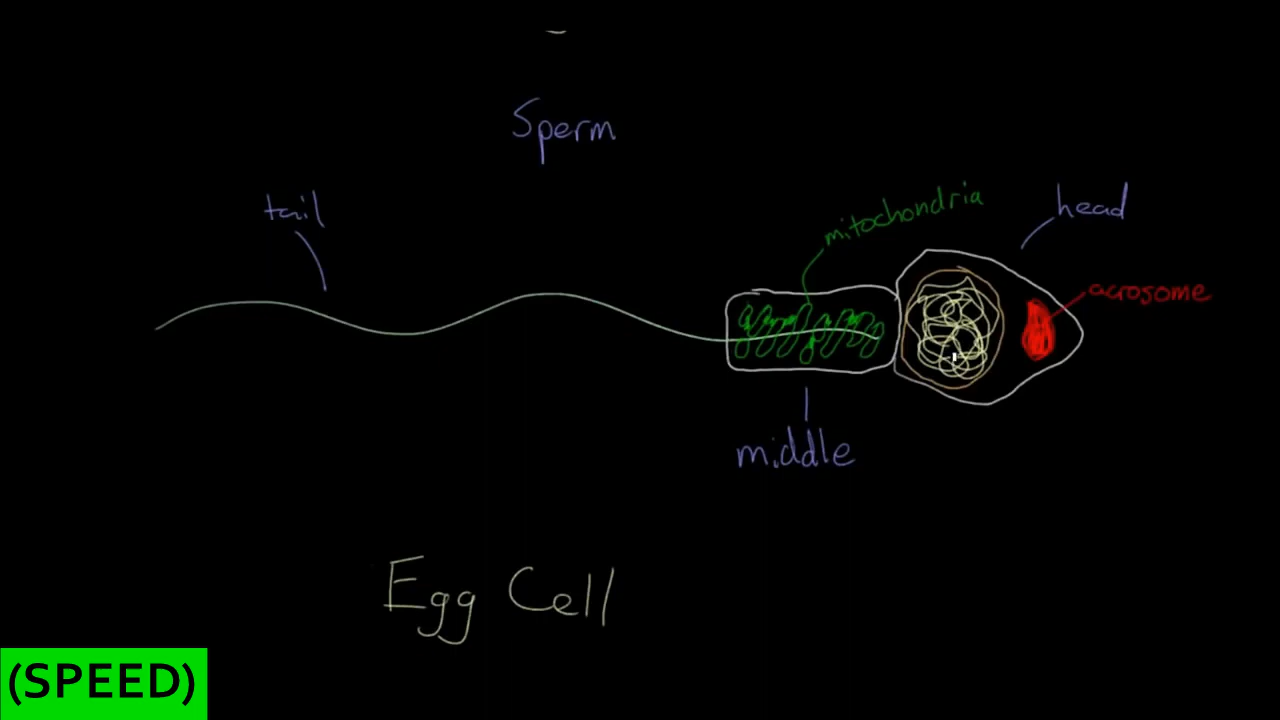 Sperm
tail
mitochondria
head
acrosome
middle
Egg Cell
(SPEED)